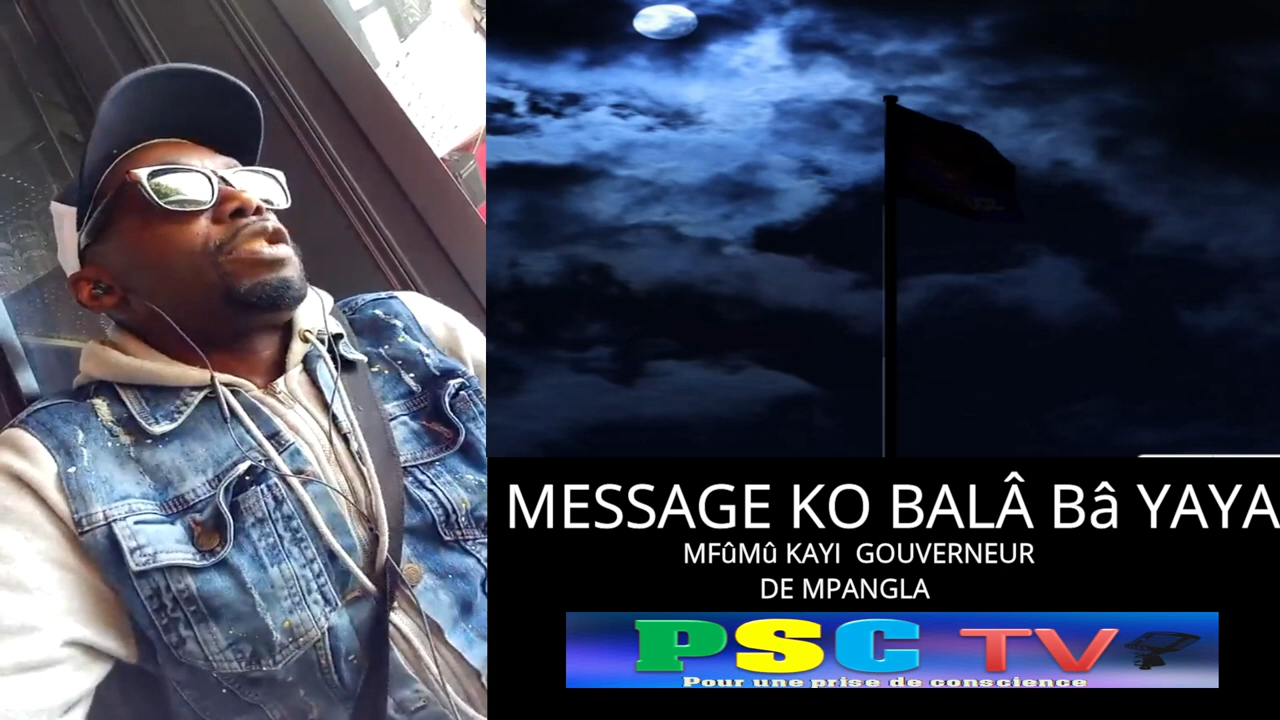 MESSAGE KO BALÂ Bâ YAYA
MFûMû KAYI GOUVERNEUR
DE MPANGLA
PSC TV
Pour une prise de conscience